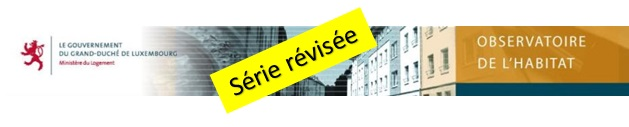 LE GOUVERNEMENT
DU GRAND-DUCHÉ DE LUXEMBOURG
Ministère du Logement
Série révisée
OBSERVATOIRE
DE L'HABITAT